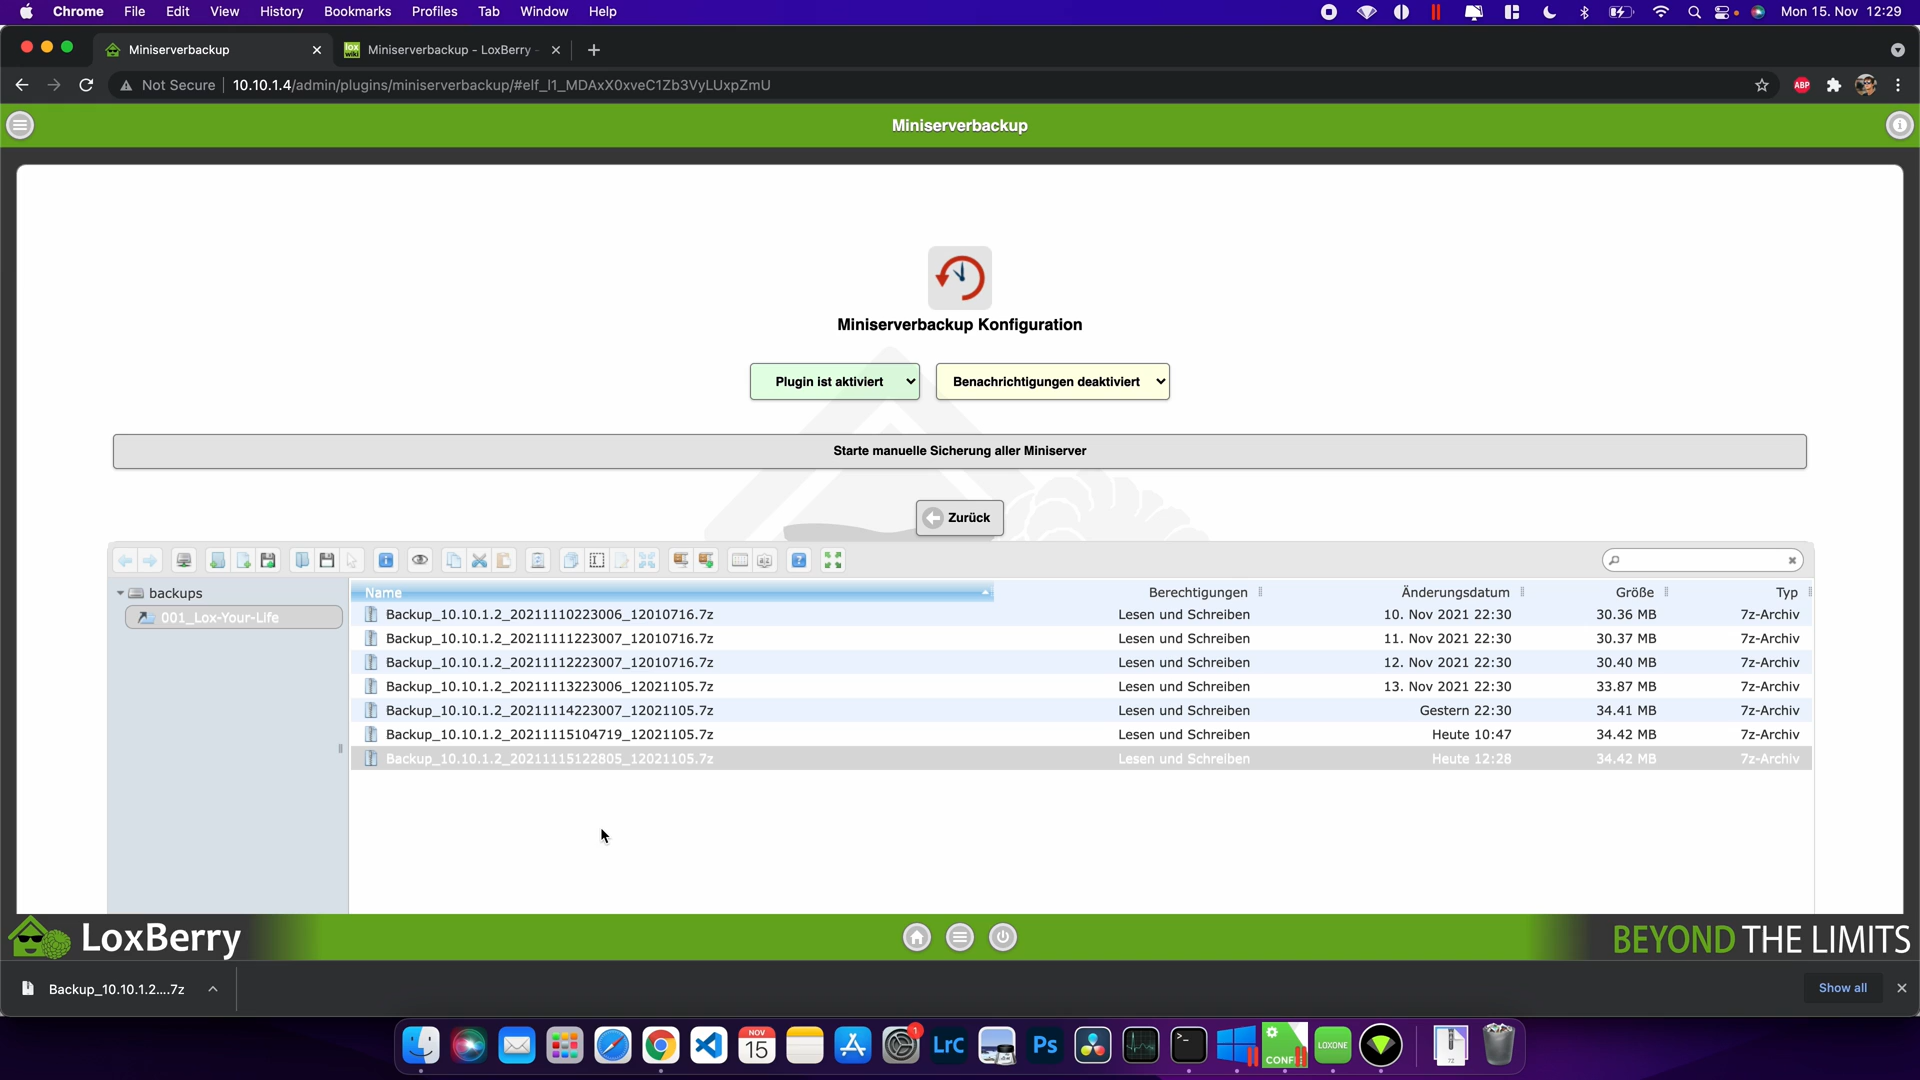 Chrome File Edit View History Bookmarks Profiles Tab Window Help Mon 15. Nov 12:29
Miniserverbackup Miniserverbackup - LoxBerry -
Not Secure 10.10.1.4/admin/plugins/miniserverbackup/#elf_l1_MDAxX0xveC1Zb3VyLUxpZmU
ABP
Miniserverbackup
Miniserverbackup Konfiguration
Plugin ist aktiviert Benachrichtigungen deaktiviert
Starte manuelle Sicherung aller Miniserver
Zurück
backups
001_Lox-Your-Life
Name Berechtigungen Änderungsdatum Größe Typ
Backup_10.10.1.2_20211110223006_12010716.7z Lesen und Schreiben 10. Nov 2021 22:30 30.36 MB 7z-Archiv
Backup_10.10.1.2_20211111223007_12010716.7z Lesen und Schreiben 11. Nov 2021 22:30 30.37 MB 7z-Archiv
Backup_10.10.1.2_20211112223007_12010716.7z Lesen und Schreiben 12. Nov 2021 22:30 30.40 MB 7z-Archiv
Backup_10.10.1.2_20211113223006_12021105.7z Lesen und Schreiben 13. Nov 2021 22:30 33.87 MB 7z-Archiv
Backup_10.10.1.2_20211114223007_12021105.7z Lesen und Schreiben Gestern 22:30 34.41 MB 7z-Archiv
Backup_10.10.1.2_20211115104719_12021105.7z Lesen und Schreiben Heute 10:47 34.42 MB 7z-Archiv
Backup_10.10.1.2_20211115122805_12021105.7z Lesen und Schreiben Heute 12:28 34.42 MB 7z-Archiv
LoxBerry BEYOND THE LIMITS
Backup_10.10.1.2....7z Show all
NOV
15
1
LrC
Ps
CONFI
LOXONE